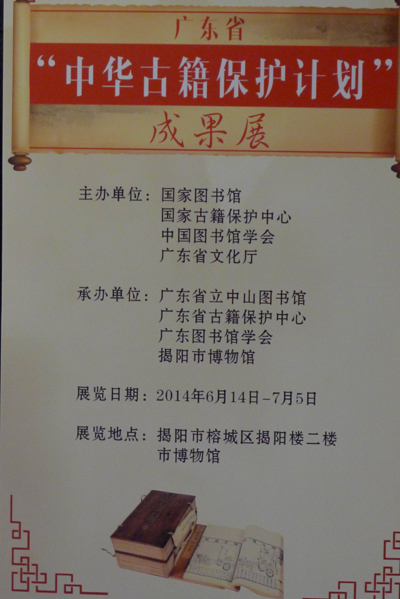 广东省
“中华古籍保护计划”
成果展
主办单位：国家图书馆
国家古籍保护中心
中国图书馆学会
广东省文化厅
承办单位：广东省立中山图书馆
广东省古籍保护中心
广东图书馆学会
揭阳市博物馆
展览日期：2014年6月14日-7月5日
展览地点：揭阳市榕城区揭阳楼二楼
市博物馆